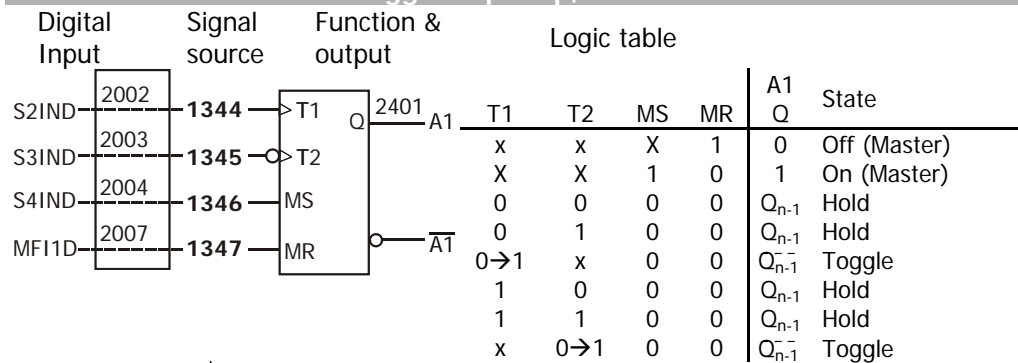 Digital Input
Signal source
Function & output
Logic table
S2IND 2002 1344 T1
Q 2401 A1
S3IND 2003 1345 T2
S4IND 2004 1346 MS
MFI1D 2007 1347 MR
A1
T1 T2 MS MR A1 Q State
x x X 1 0 Off (Master)
X X 1 0 1 On (Master)
0 0 0 0 Qn-1 Hold
0 1 0 0 Qn-1 Hold
0→1 x 0 0 Q̅n-1 Toggle
1 0 0 0 Qn-1 Hold
1 1 0 0 Qn-1 Hold
x 0→1 0 0 Q̅n-1 Toggle